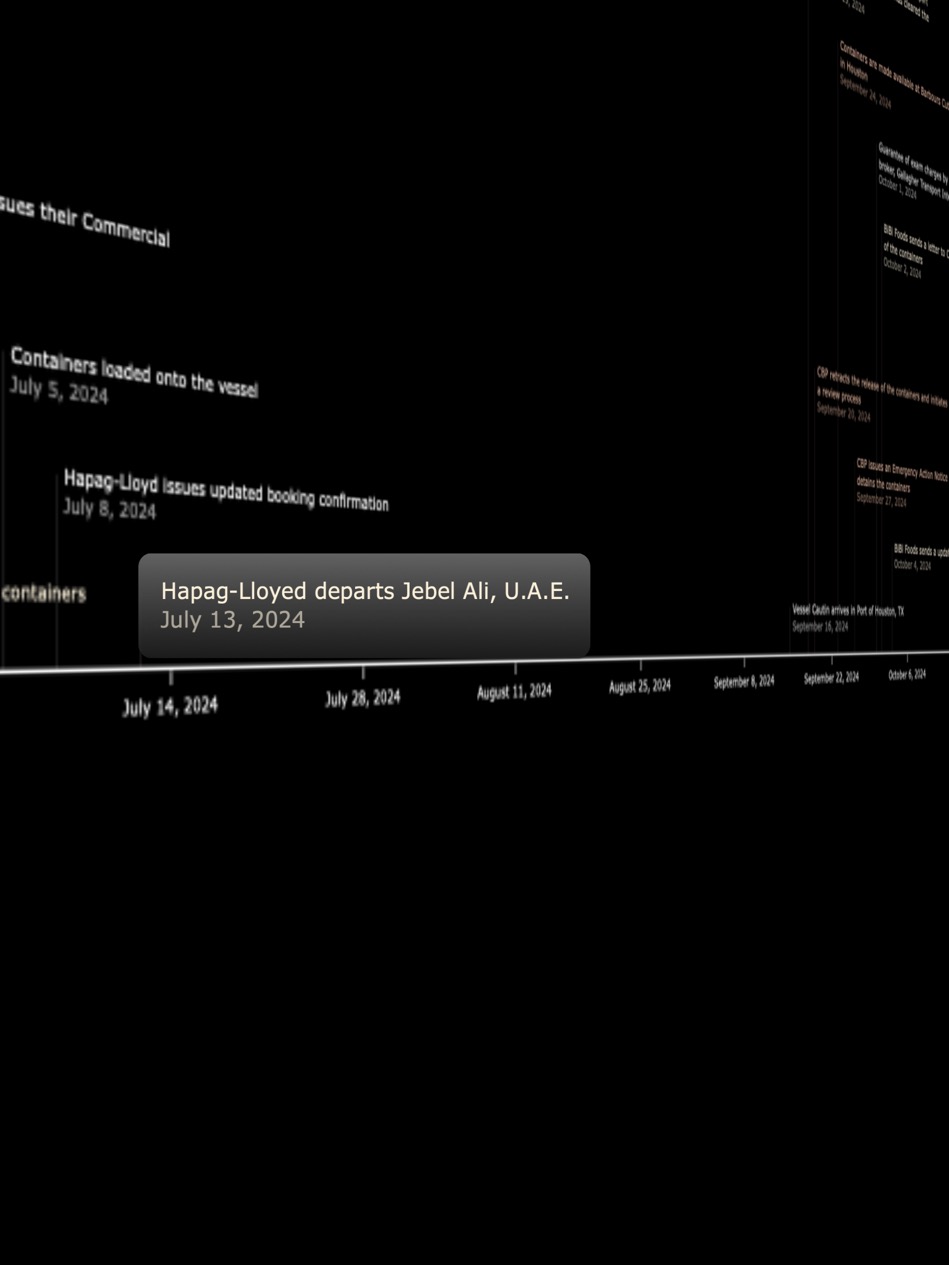 sues their Commercial
Containers loaded onto the vessel
July 5, 2024
Hapag-Lloyd issues updated booking confirmation
July 8, 2024
containers
Hapag-Lloyed departs Jebel Ali, U.A.E.
July 13, 2024
cleared the
2024
Containers are made available at Barbours Cu
in Houston
September 24, 2024
Guarantee of exam charges by
broker, Gallagher Transport
October 1, 2024
BiBi Foods sends a letter to C
of the containers
October 2, 2024
CBP retracts the release of the containers and initiates
a review process
September 20, 2024
CBP issues an Emergency Action Notice
detains the containers
September 27, 2024
BiBi Foods sends a updat
October 4, 2024
Vessel Cautin arrives in Port of Houston, TX
September 16, 2024
July 14, 2024
July 28, 2024
August 11, 2024
August 25, 2024
September 8, 2024
September 22, 2024
October 6, 2024